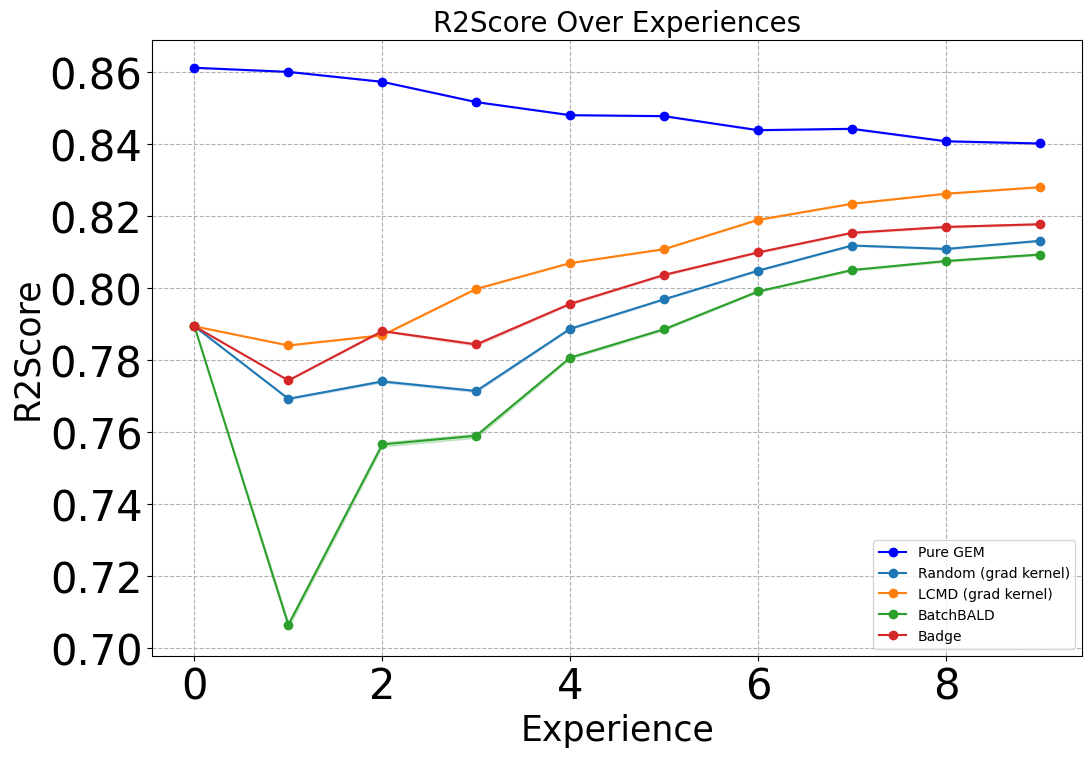 R2Score Over Experiences
0.86
0.84
0.82
0.80
0.78
0.76
0.74
0.72
0.70
R2Score
0 2 4 6 8
Experience
Pure GEM
Random (grad kernel)
LCMD (grad kernel)
BatchBALD
Badge